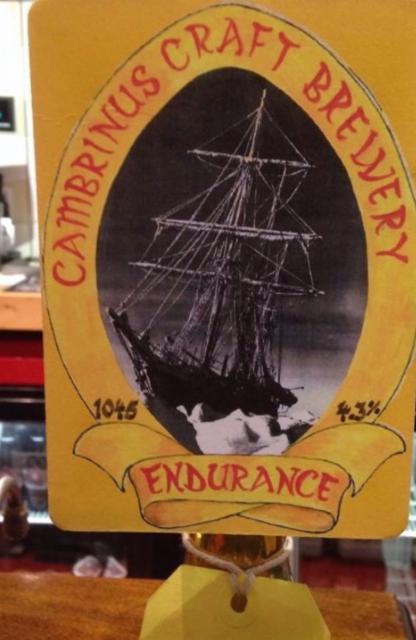 CAMBRINUS CRAFT BREWERY
1045
4.3%
ENDURANCE